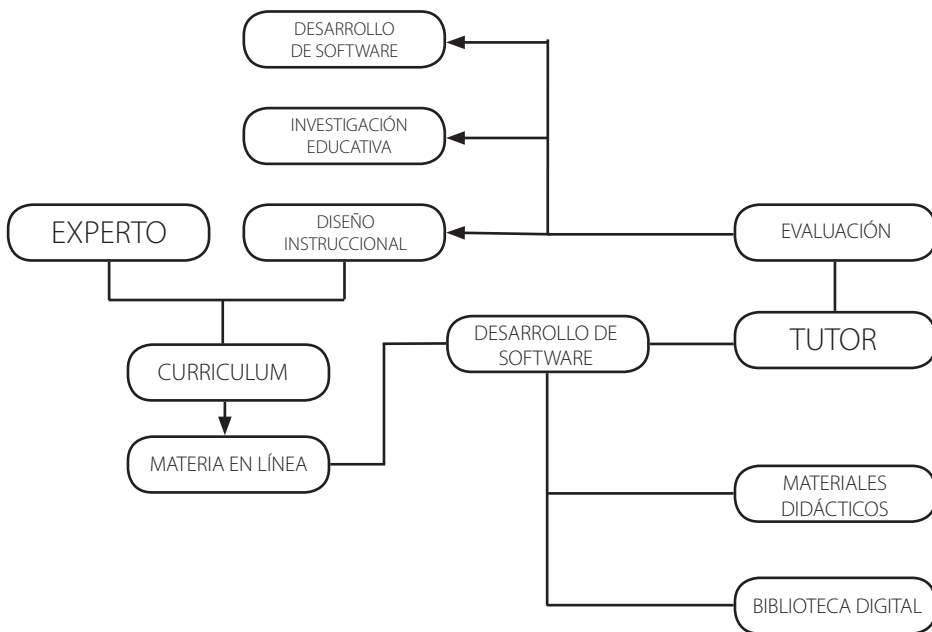 DESARROLLO
DE SOFTWARE
INVESTIGACIÓN
EDUCATIVA
EXPERTO
DISEÑO
INSTRUCCIONAL
EVALUACIÓN
DESARROLLO DE
SOFTWARE
TUTOR
CURRICULUM
MATERIA EN LÍNEA
MATERIALES
DIDÁCTICOS
BIBLIOTECA DIGITAL